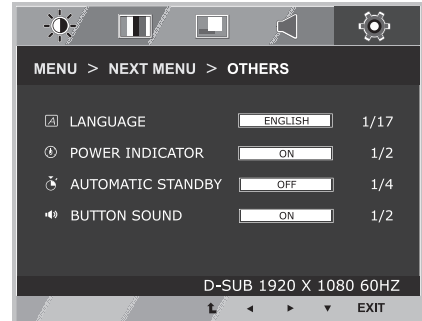 MENU > NEXT MENU > OTHERS
LANGUAGE ENGLISH 1/17
POWER INDICATOR ON 1/2
AUTOMATIC STANDBY OFF 1/4
BUTTON SOUND ON 1/2
D-SUB 1920 X 1080 60HZ
EXIT